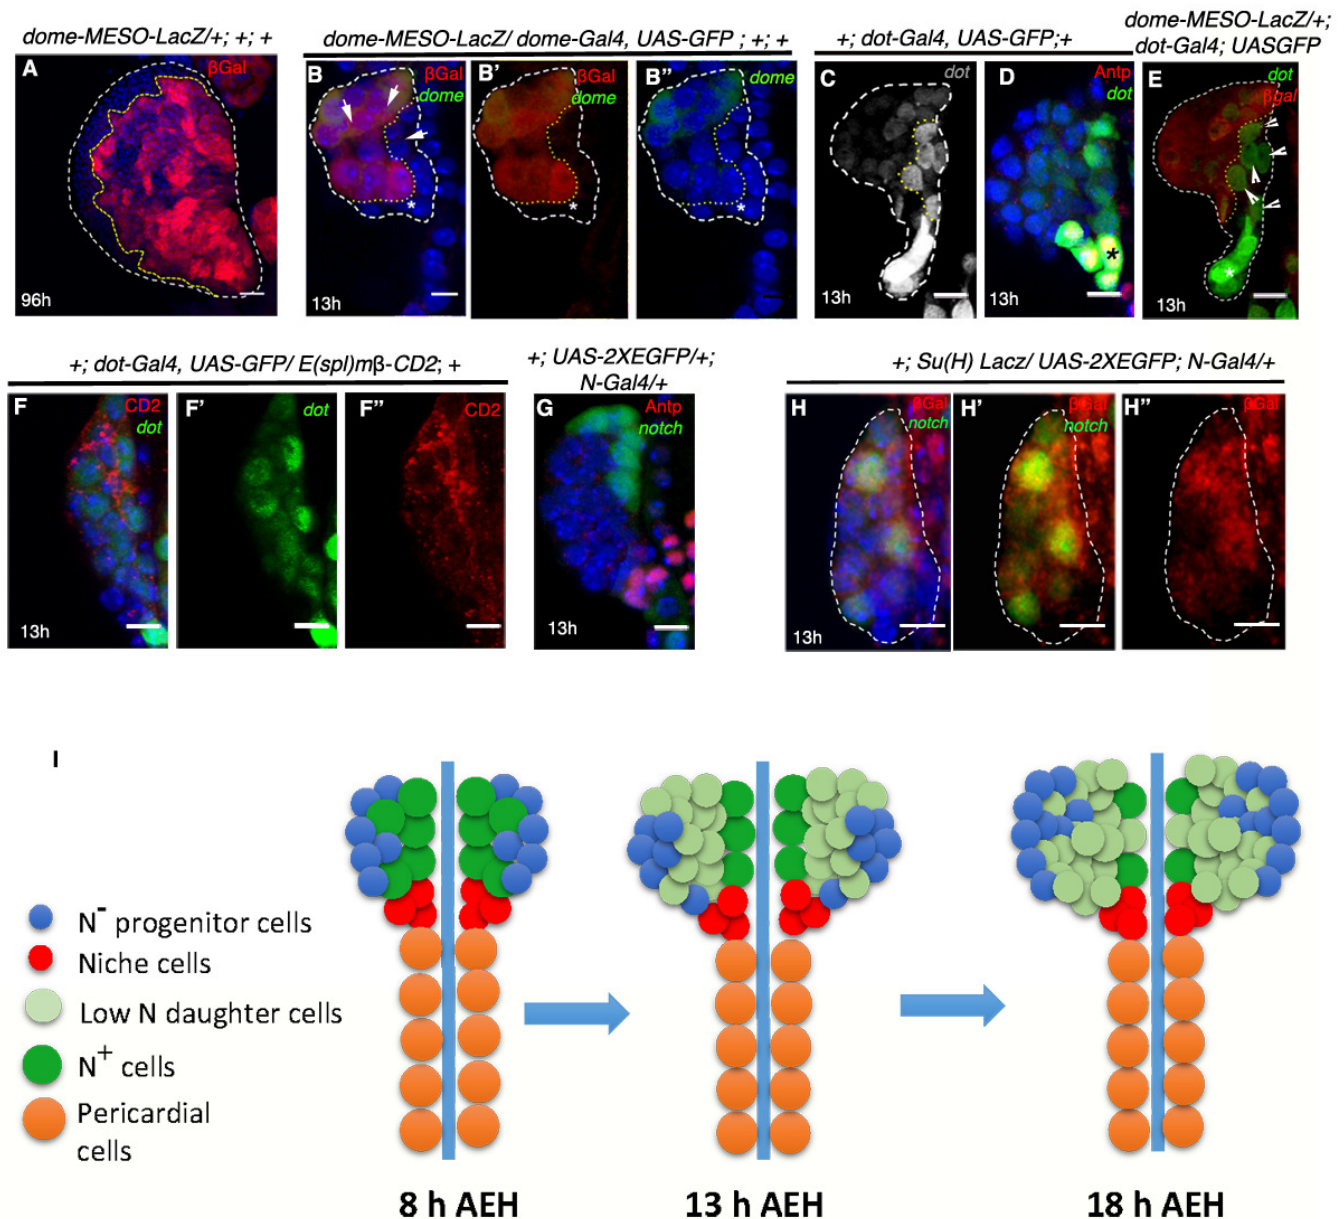 dome-MESO-LacZ/+; +; +
dome-MESO-LacZ/ dome-Gal4, UAS-GFP ; +; +
+; dot-Gal4, UAS-GFP;+
dome-MESO-LacZ/+;
dot-Gal4; UASGFP
A
βGal
96h
B
βGal
dome
13h
B'
βGal
dome
B"
dome
C
dot
13h
D
Antp
dot
*
13h
E
dot
βgal
*
13h
+; dot-Gal4, UAS-GFP/ E(spl)mβ-CD2; +
+; UAS-2XEGFP/+;
N-Gal4/+
+; Su(H) Lacz/ UAS-2XEGFP; N-Gal4/+
F
CD2
dot
13h
F'
dot
F"
CD2
G
Antp
notch
13h
H
βGal
notch
13h
H'
βGal
notch
H"
βGal
I
N- progenitor cells
Niche cells
Low N daughter cells
N+ cells
Pericardial
cells
8 h AEH
13 h AEH
18 h AEH